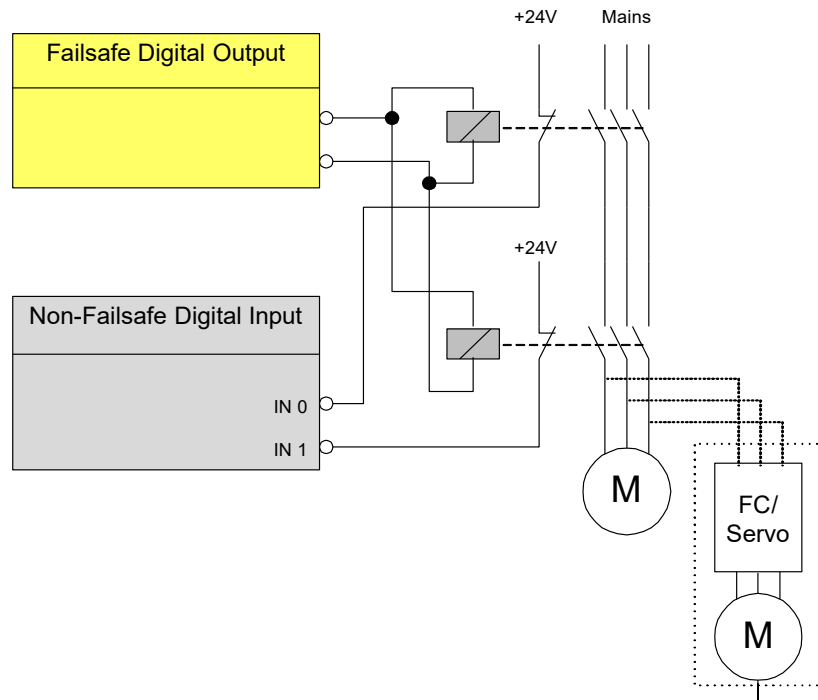 +24V
Mains
Failsafe Digital Output
+24V
Non-Failsafe Digital Input
IN 0
IN 1
M
FC/
Servo
M